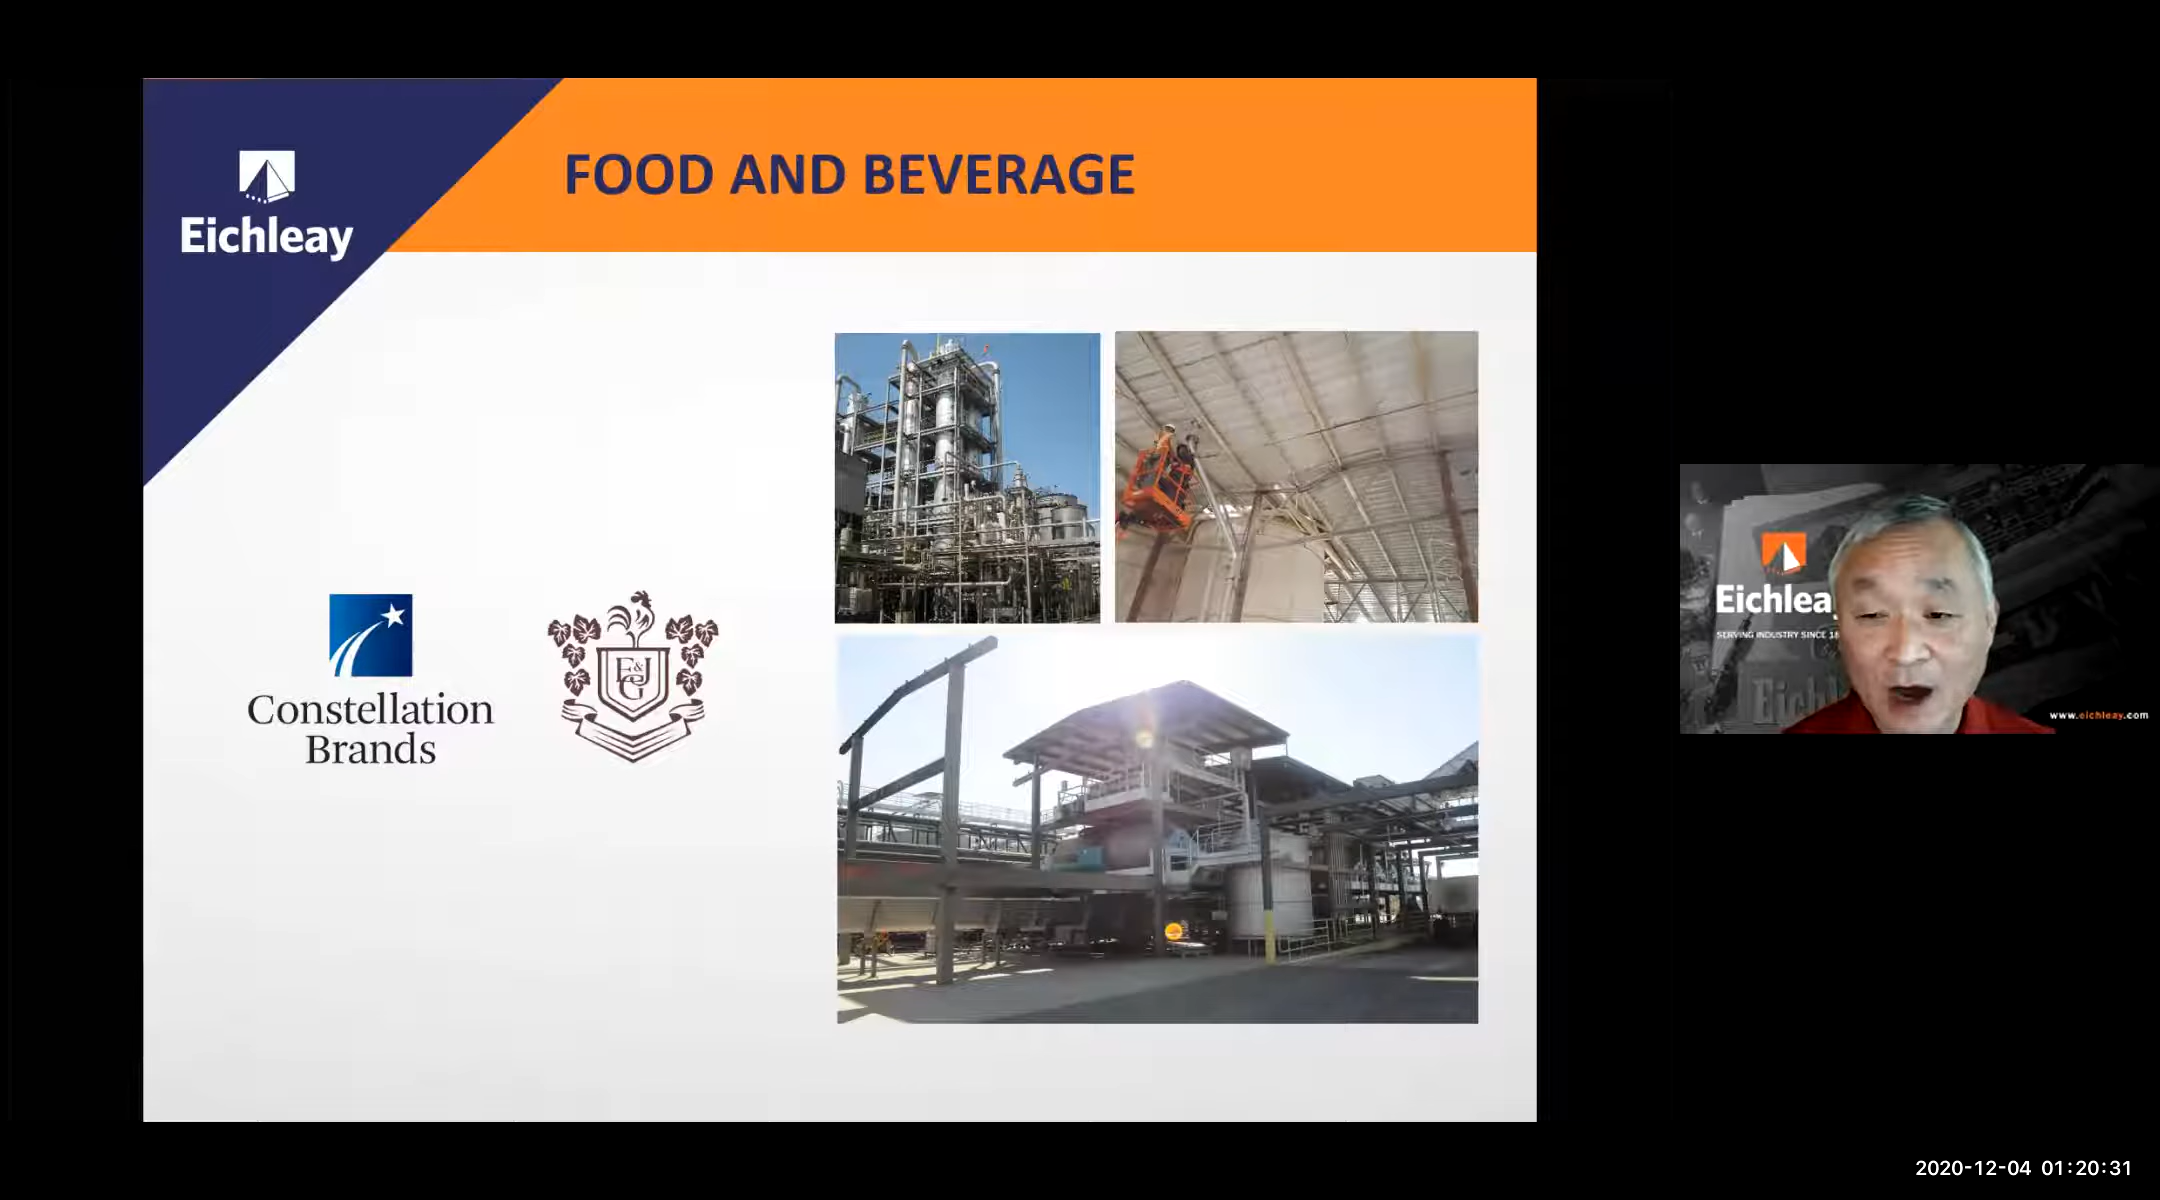 FOOD AND BEVERAGE
Eichleay
Constellation
Brands
E&J
G
Eichlea
SERVING INDUSTRY SINCE 18
www.eichleay.com
2020-12-04 01:20:31